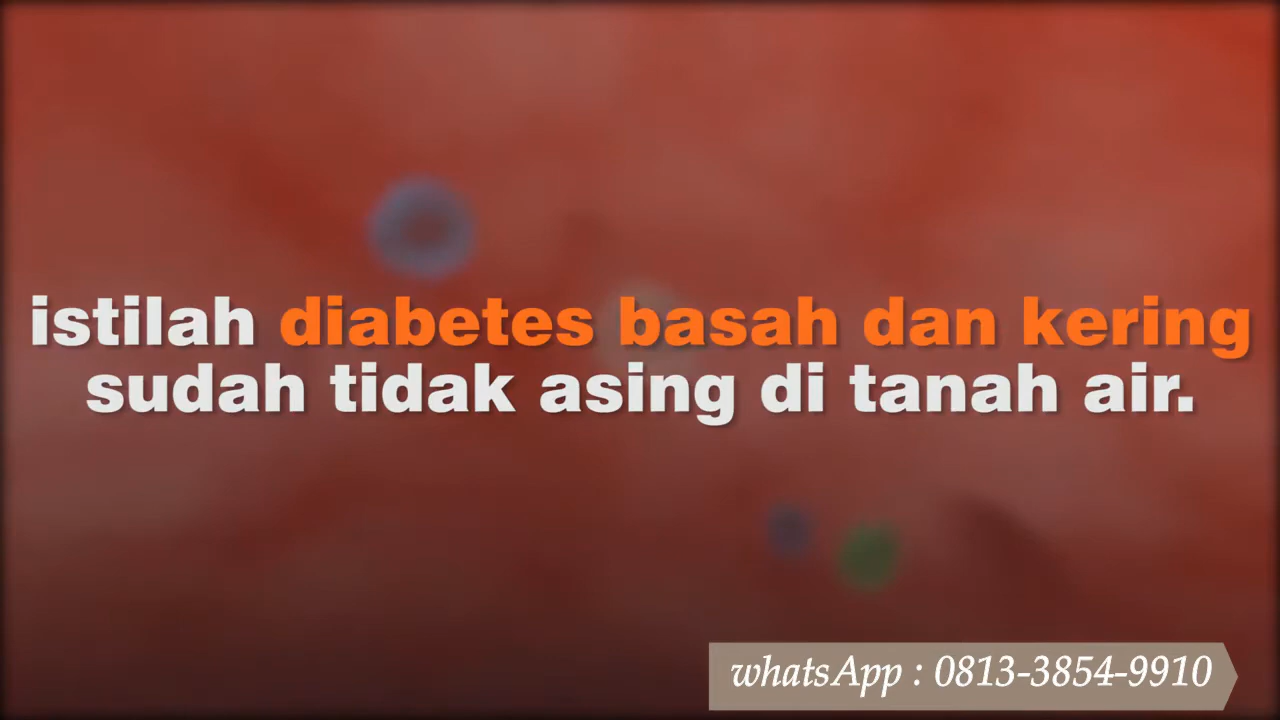 istilah diabetes basah dan kering
sudah tidak asing di tanah air.
whatsApp : 0813-3854-9910